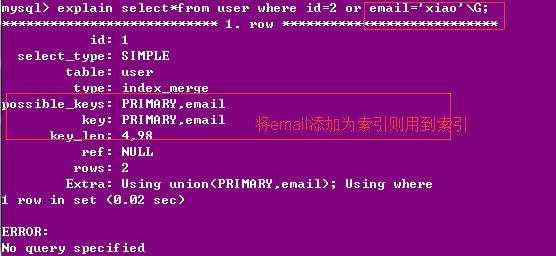 mysql> explain select*from user where id=2 or email='xiao'\G;
*************************** 1. row ***************************
id: 1
select_type: SIMPLE
table: user
type: index_merge
possible_keys: PRIMARY,email
key: PRIMARY,email
将email添加为索引则用到索引
key_len: 4,98
ref: NULL
rows: 2
Extra: Using union(PRIMARY,email); Using where
1 row in set (0.02 sec)
ERROR:
No query specified